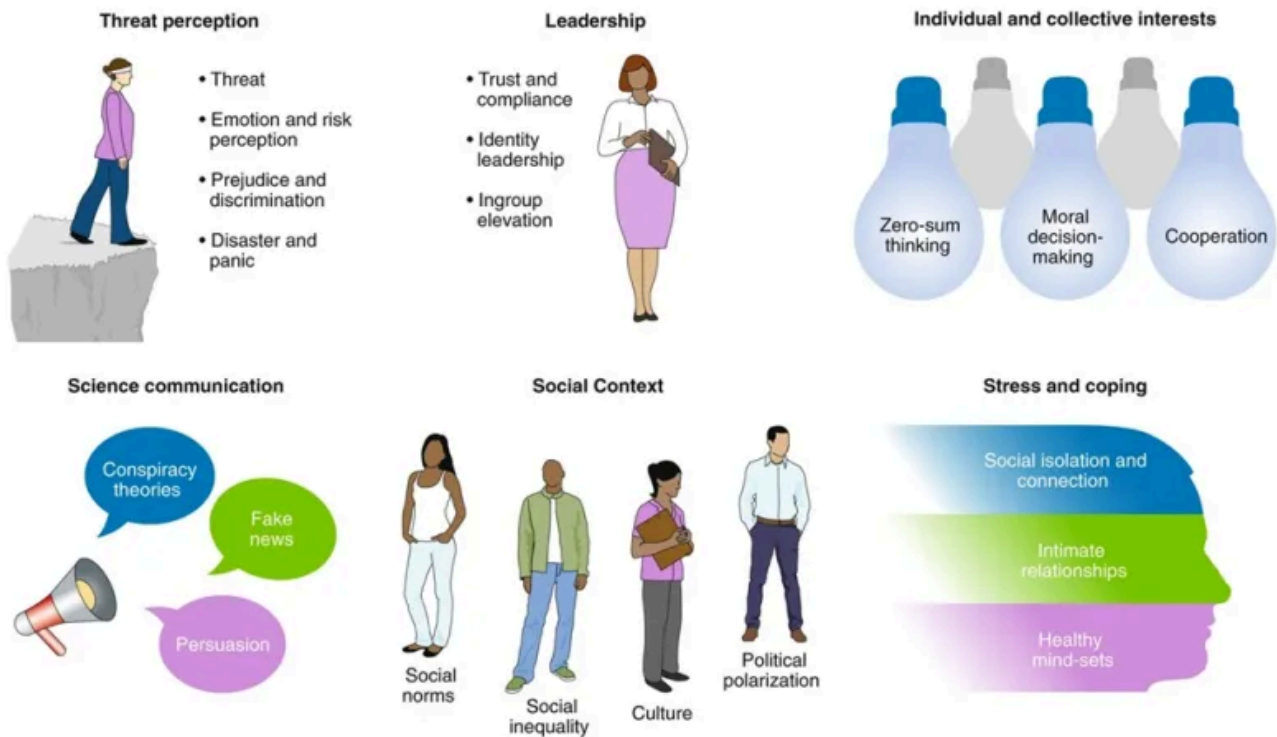 Threat perception
• Threat
• Emotion and risk
perception
• Prejudice and
discrimination
• Disaster and
panic
Leadership
• Trust and
compliance
• Identity
leadership
• Ingroup
elevation
Individual and collective interests
Zero-sum
thinking
Moral
decision-
making
Cooperation
Science communication
Conspiracy
theories
Fake
news
Persuasion
Social Context
Social
norms
Social
inequality
Culture
Political
polarization
Stress and coping
Social isolation and
connection
Intimate
relationships
Healthy
mind-sets